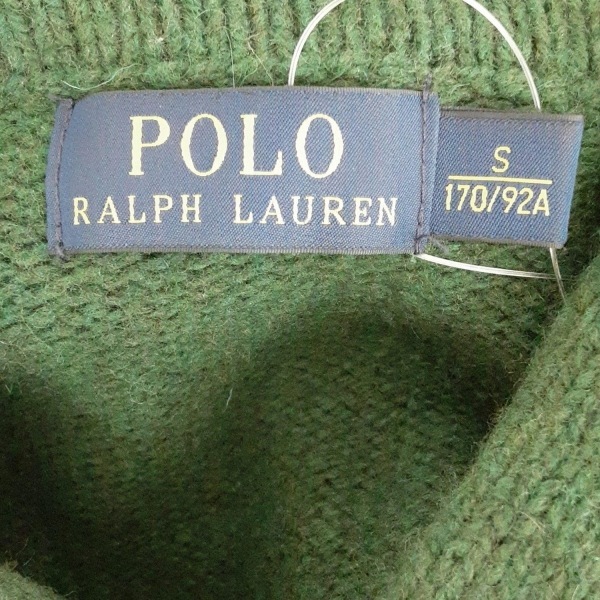 POLO
RALPH LAUREN
S
170/92A